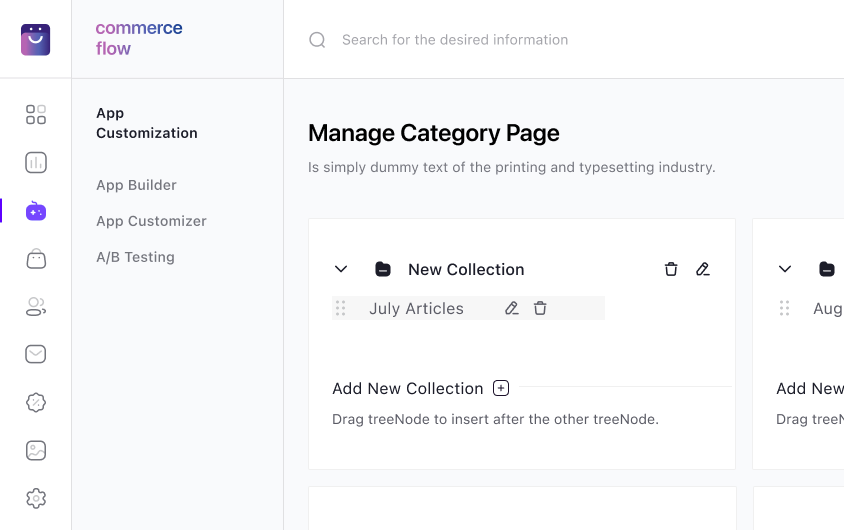 commerce
flow
Search for the desired information
App
Customization
App Builder
App Customizer
A/B Testing
Manage Category Page
Is simply dummy text of the printing and typesetting industry.
New Collection
July Articles
Add New Collection
Drag treeNode to insert after the other treeNode.
Aug
Add New
Drag tree